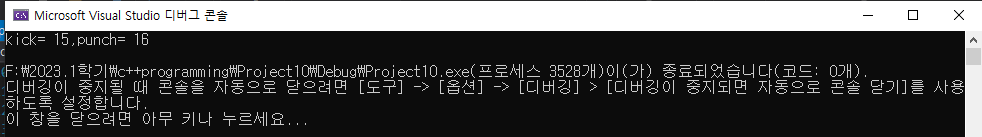 Microsoft Visual Studio 디버그 콘솔
kick= 15,punch= 16
F:₩2023.1학기₩c++programming₩Project10₩Debug₩Project10.exe(프로세스 3528개)이(가) 종료되었습니다(코드: 0개).
디버깅이 중지될 때 콘솔을 자동으로 닫으려면 [도구] -> [옵션] -> [디버깅] > [디버깅이 중지되면 자동으로 콘솔 닫기]를 사용
하도록 설정합니다.
이 창을 닫으려면 아무 키나 누르세요...